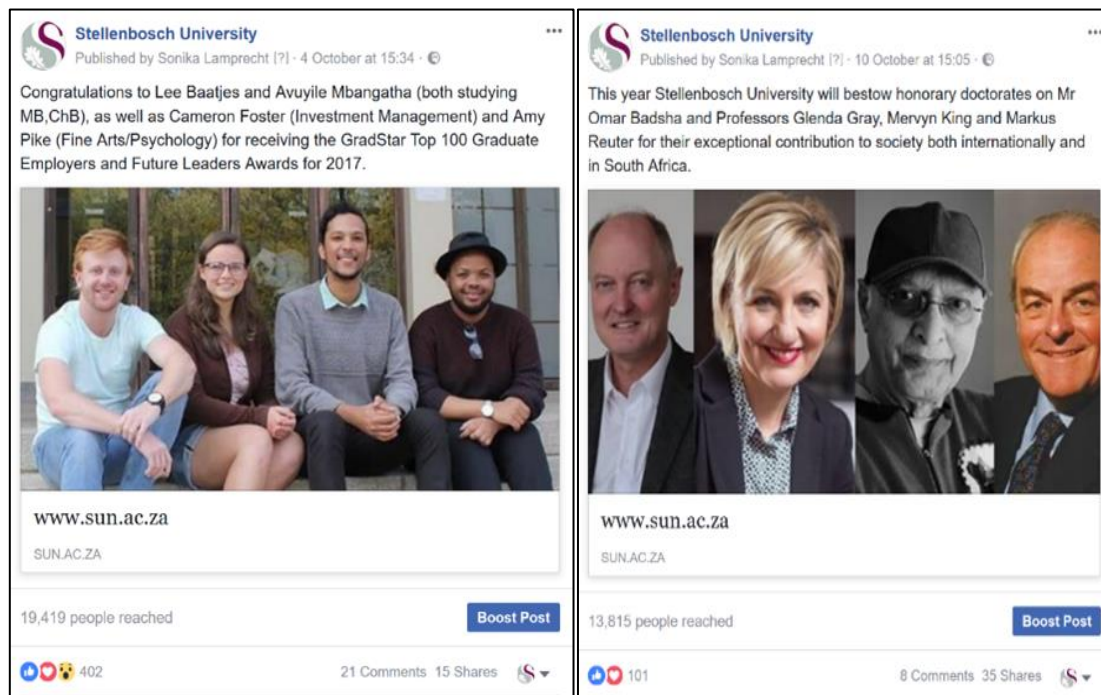 Stellenbosch University
Published by Sonika Lamprecht [?] · 4 October at 15:34 ·
Congratulations to Lee Baatjes and Avuyile Mbangatha (both studying
MB,ChB), as well as Cameron Foster (Investment Management) and Amy
Pike (Fine Arts/Psychology) for receiving the GradStar Top 100 Graduate
Employers and Future Leaders Awards for 2017.
www.sun.ac.za
SUN.AC.ZA
19,419 people reached
Boost Post
402
21 Comments 15 Shares
Stellenbosch University
Published by Sonika Lamprecht [?] · 10 October at 15:05 ·
This year Stellenbosch University will bestow honorary doctorates on Mr
Omar Badsha and Professors Glenda Gray, Mervyn King and Markus
Reuter for their exceptional contribution to society both internationally and
in South Africa.
www.sun.ac.za
SUN.AC.ZA
13,815 people reached
Boost Post
101
8 Comments 35 Shares